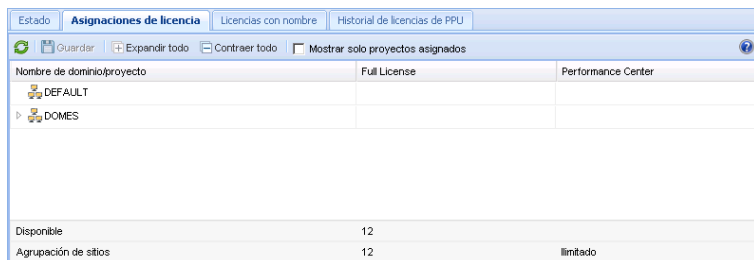 Estado Asignaciones de licencia Licencias con nombre Historial de licencias de PPU
Guardar Expandir todo Contraer todo Mostrar solo proyectos asignados
Nombre de dominio/proyecto Full License Performance Center
DEFAULT
DOMES
Disponible 12
Agrupación de sitios 12 Ilimitado